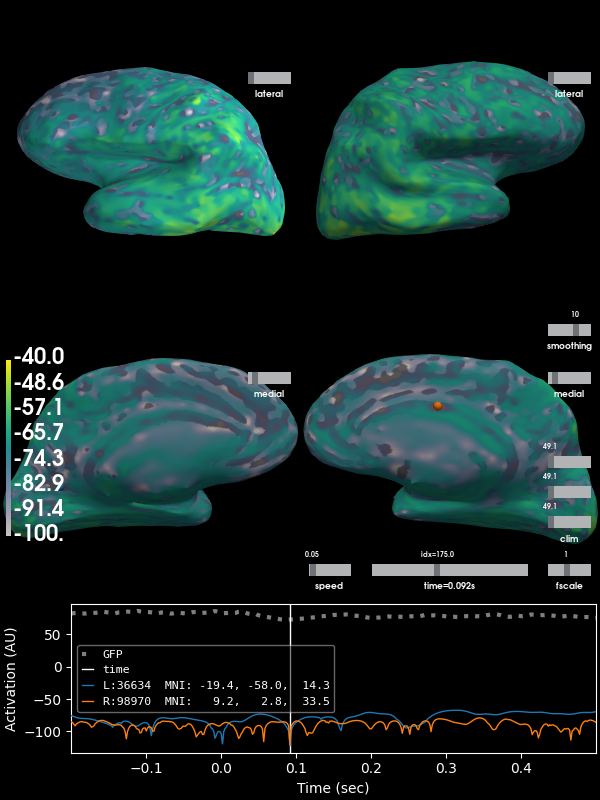 lateral
lateral
10
smoothing
-40.0
-48.6
-57.1
-65.7
-74.3
-82.9
-91.4
-100.
medial
medial
49.1
49.1
49.1
clim
0.05
idx=175.0
1
speed
time=0.092s
fscale
Activation (AU)
50
0
−50
−100
GFP
time
L:36634 MNI: -19.4, -58.0, 14.3
R:98970 MNI: 9.2, 2.8, 33.5
−0.1
0.0
0.1
0.2
0.3
0.4
Time (sec)